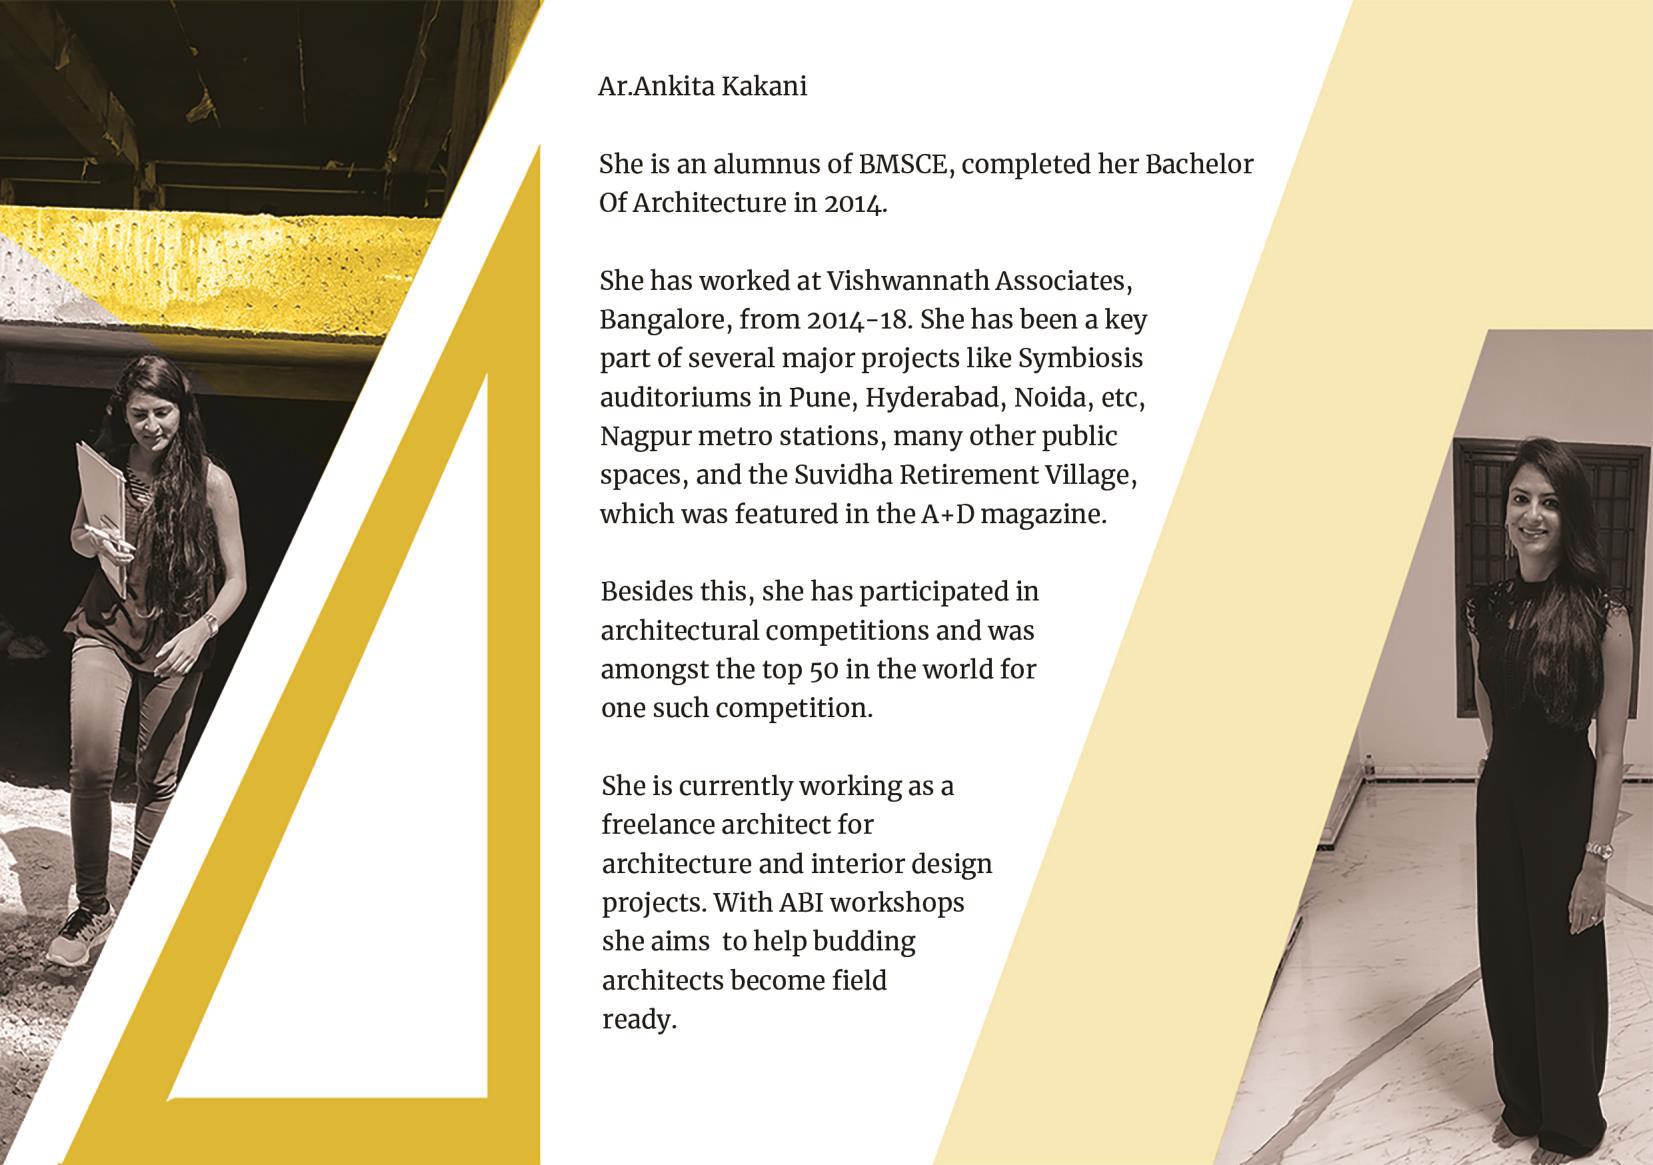 Ar.Ankita Kakani
She is an alumnus of BMSCE, completed her Bachelor
Of Architecture in 2014.
She has worked at Vishwannath Associates,
Bangalore, from 2014-18. She has been a key
part of several major projects like Symbiosis
auditoriums in Pune, Hyderabad, Noida, etc,
Nagpur metro stations, many other public
spaces, and the Suvidha Retirement Village,
which was featured in the A+D magazine.
Besides this, she has participated in
architectural competitions and was
amongst the top 50 in the world for
one such competition.
She is currently working as a
freelance architect for
architecture and interior design
projects. With ABI workshops
she aims  to help budding
architects become field
ready.